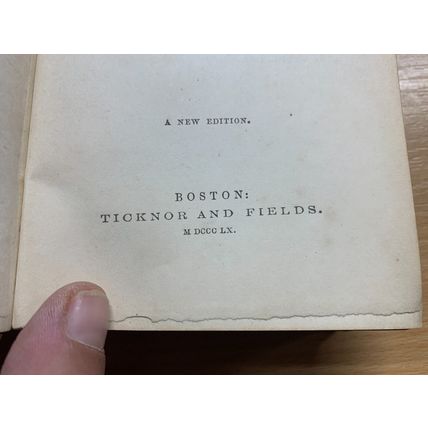 A NEW EDITION.
BOSTON:
TICKNOR AND FIELDS.
M DCCC LX.